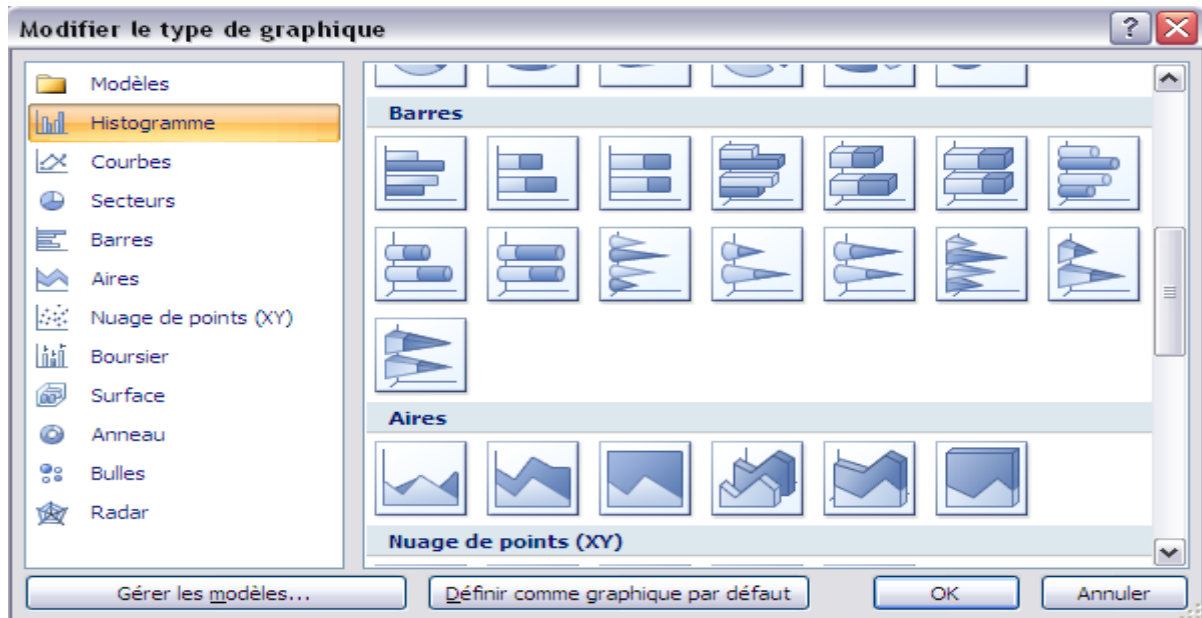 Modifier le type de graphique
Modèles
Histogramme
Courbes
Secteurs
Barres
Aires
Nuage de points (XY)
Boursier
Surface
Anneau
Bulles
Radar
Barres
Aires
Nuage de points (XY)
Gérer les modèles...
Définir comme graphique par défaut
OK
Annuler